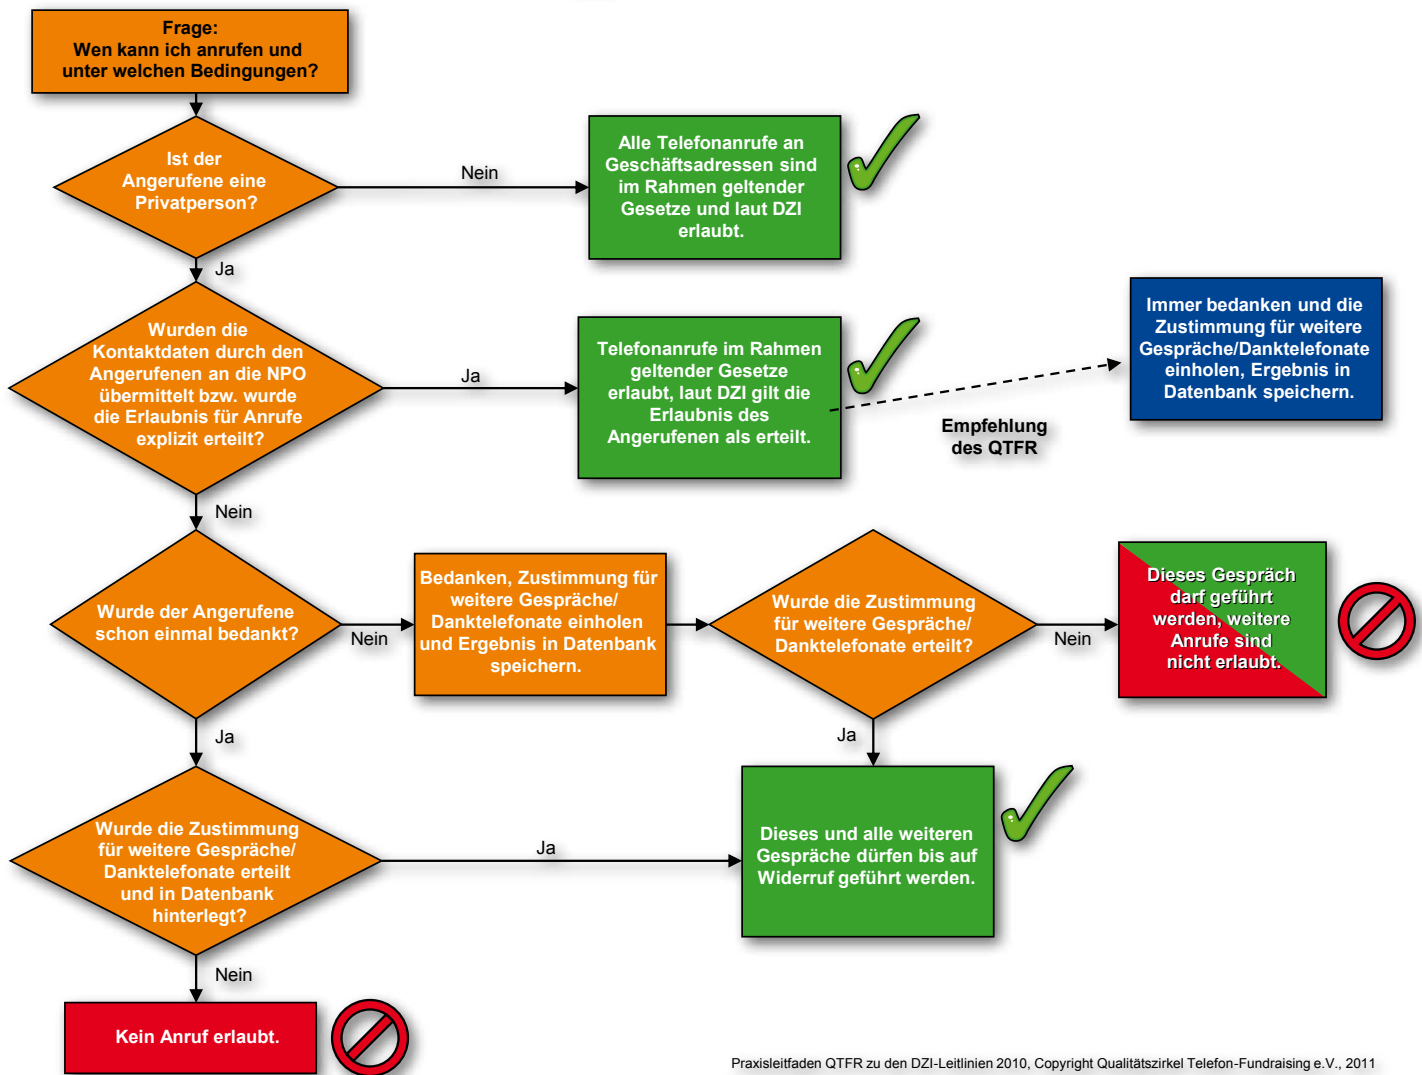 Frage:
Wen kann ich anrufen und
unter welchen Bedingungen?
Ist der
Angerufene eine
Privatperson?
Nein
Alle Telefonanrufe an
Geschäftsadressen sind
im Rahmen geltender
Gesetze und laut DZI
erlaubt.
Ja
Wurden die
Kontaktdaten durch den
Angerufenen an die NPO
übermittelt bzw. wurde
die Erlaubnis für Anrufe
explizit erteilt?
Ja
Telefonanrufe im Rahmen
geltender Gesetze
erlaubt, laut DZI gilt die
Erlaubnis des
Angerufenen als erteilt.
Empfehlung
des QTFR
Immer bedanken und die
Zustimmung für weitere
Gespräche/Danktelefonate
einholen, Ergebnis in
Datenbank speichern.
Nein
Wurde der Angerufene
schon einmal bedankt?
Nein
Bedanken, Zustimmung für
weitere Gespräche/
Danktelefonate einholen
und Ergebnis in Datenbank
speichern.
Wurde die Zustimmung
für weitere Gespräche/
Danktelefonate erteilt?
Nein
Dieses Gespräch
darf geführt
werden, weitere
Anrufe sind
nicht erlaubt.
Ja
Ja
Wurde die Zustimmung
für weitere Gespräche/
Danktelefonate erteilt
und in Datenbank
hinterlegt?
Ja
Dieses und alle weiteren
Gespräche dürfen bis auf
Widerruf geführt werden.
Nein
Kein Anruf erlaubt.
Praxisleitfaden QTFR zu den DZI-Leitlinien 2010, Copyright Qualitätszirkel Telefon-Fundraising e.V., 2011